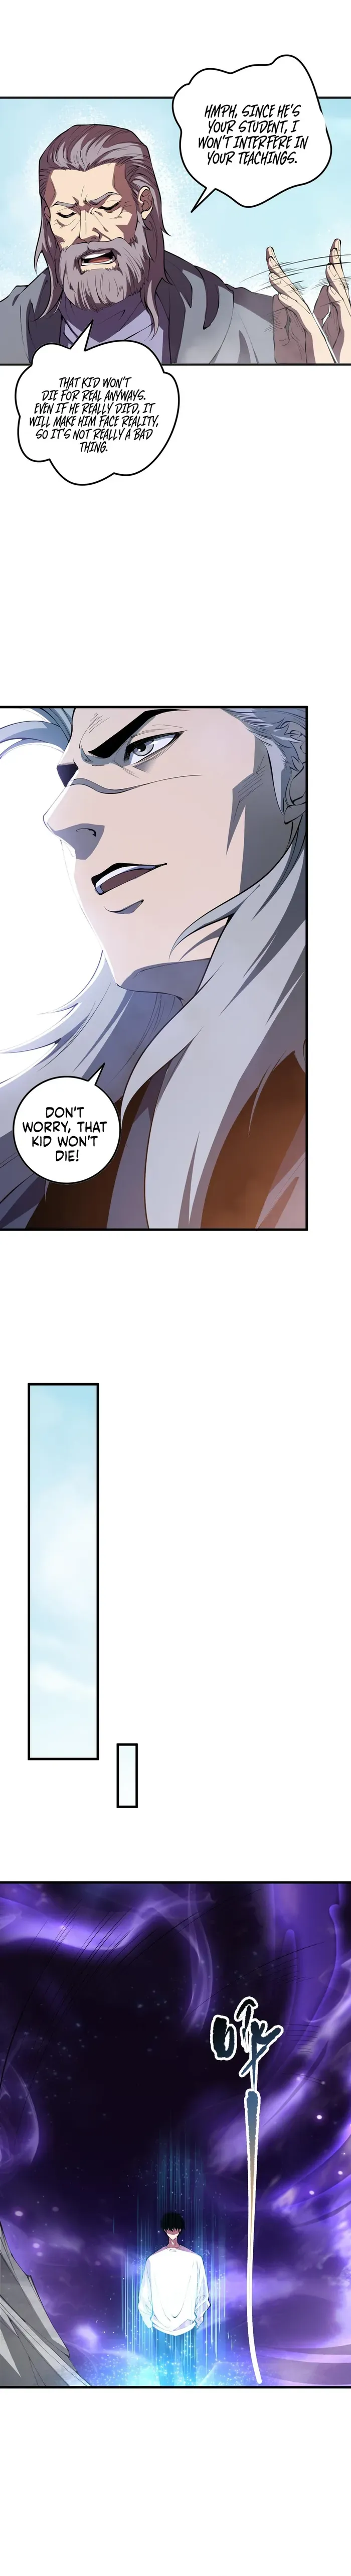 HMPH, SINCE HE'S
YOUR STUDENT, I
WON'T INTERFERE IN
YOUR TEACHINGS.
THAT KID WON'T
DIE FOR REAL ANYWAYS.
EVEN IF HE REALLY DIED, IT
WILL MAKE HIM FACE REALITY,
SO IT'S NOT REALLY A BAD
THING.
DON'T
WORRY, THAT
KID WON'T
DIE!